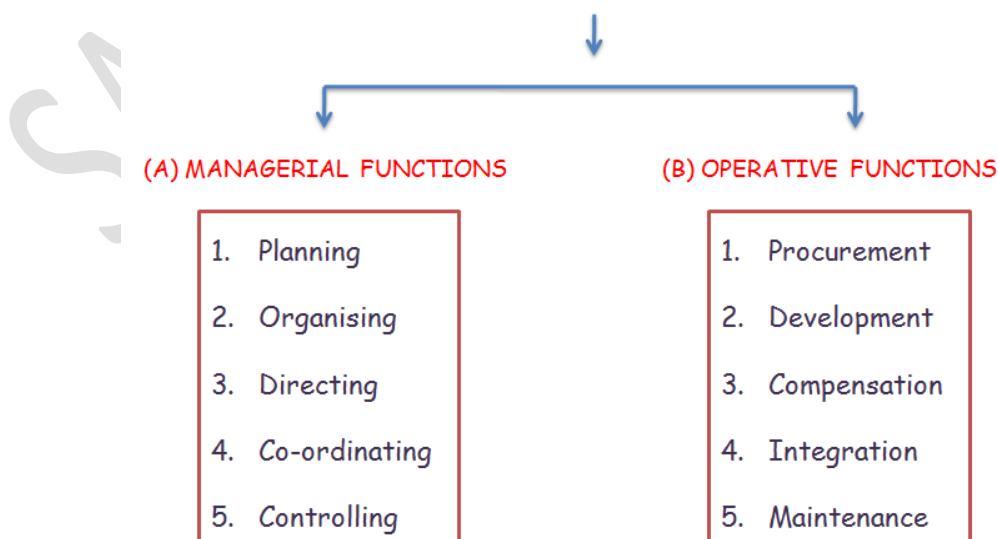 (A) MANAGERIAL FUNCTIONS
1. Planning
2. Organising
3. Directing
4. Co-ordinating
5. Controlling
(B) OPERATIVE FUNCTIONS
1. Procurement
2. Development
3. Compensation
4. Integration
5. Maintenance